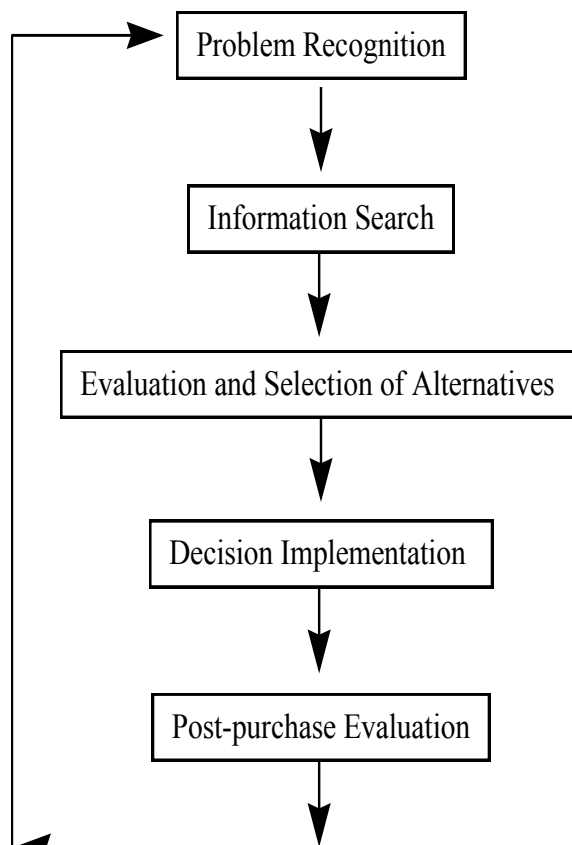 Problem Recognition
Information Search
Evaluation and Selection of Alternatives
Decision Implementation
Post-purchase Evaluation